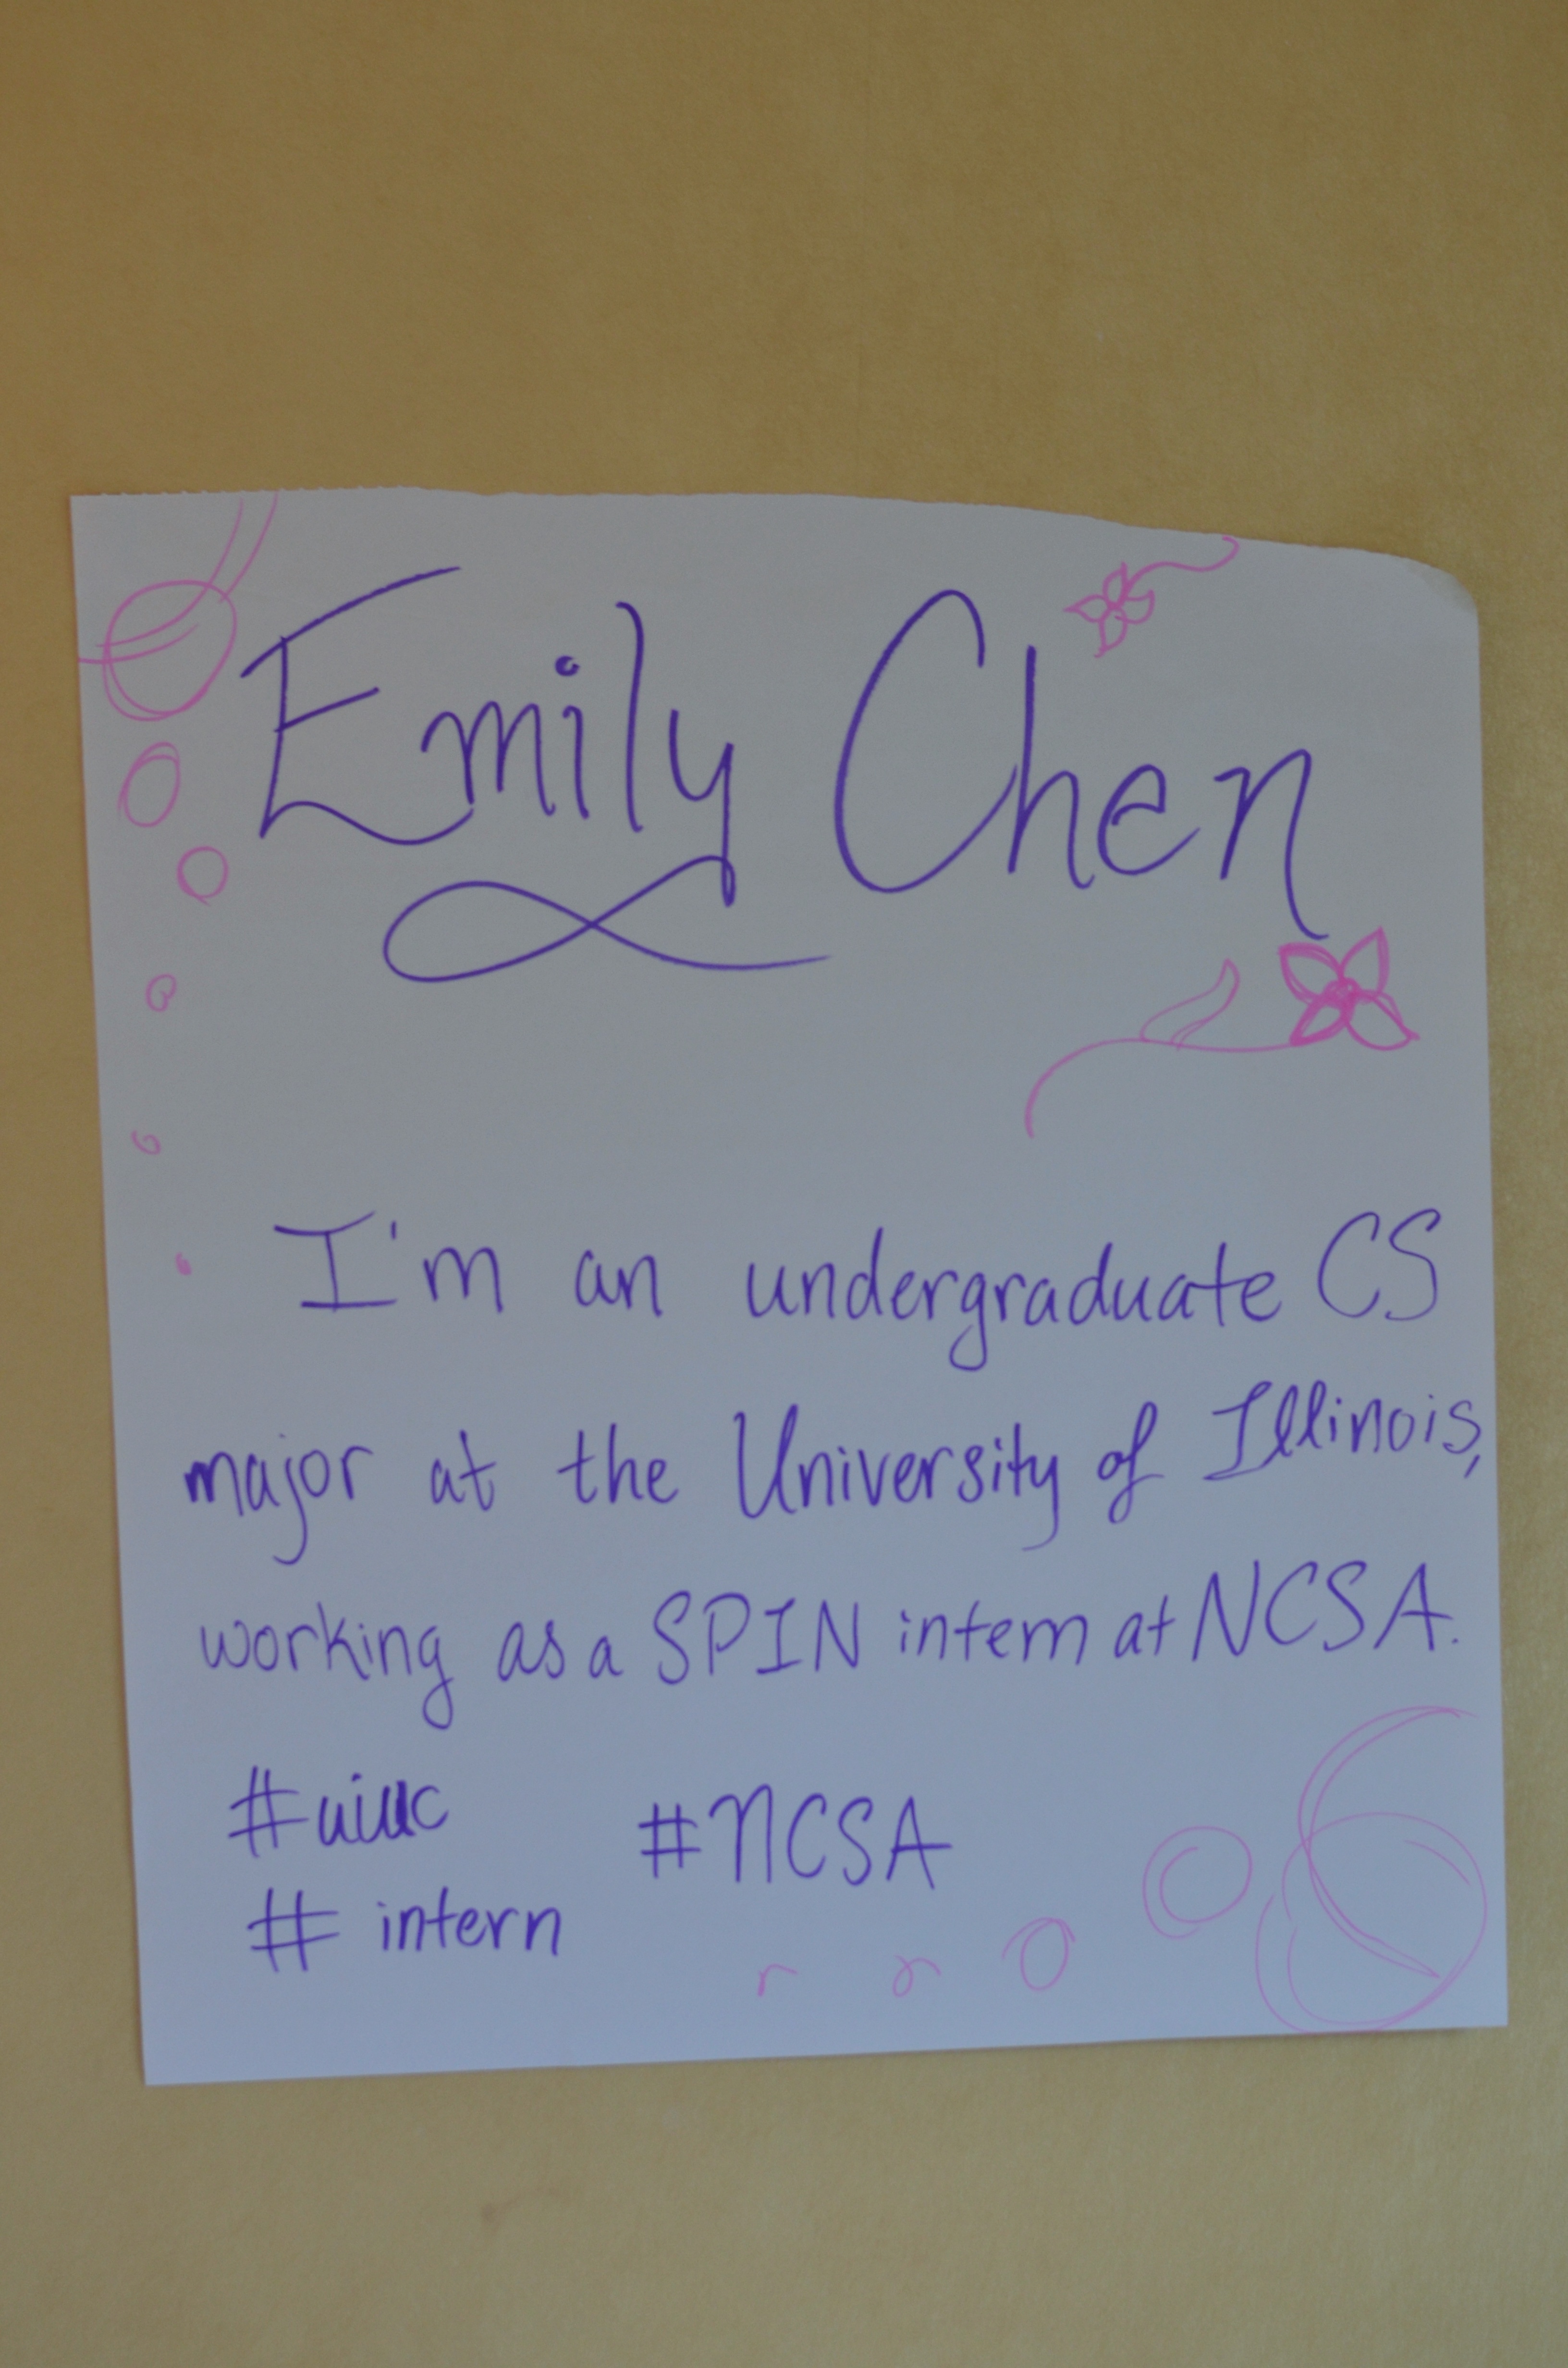 Emily Chen
I'm an undergraduate CS
major at the University of Illinois,
working as a SPIN intern at NCSA.
#uiuc #NCSA
# intern